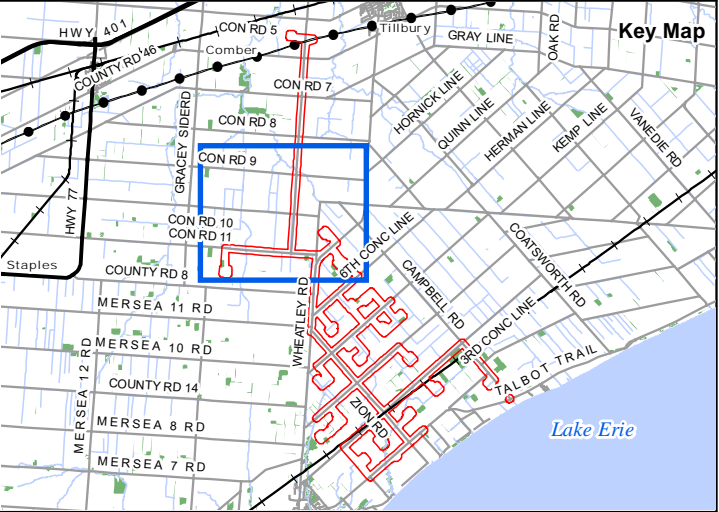 Key Map
HWY 401
CON RD 5
Tillbury
GRAY LINE
OAK RD
COUNTY RD 46
Comber
CON RD 7
HORNICK LINE
QUINN LINE
HERMAN LINE
KEMP LINE
VANEDIE RD
CON RD 8
GRACEY SIDERD
CON RD 9
HWY 77
CON RD 10
CON RD 11
6TH CONC LINE
COATSWORTH RD
Staples
COUNTY RD 8
CAMPBELL RD
MERSEA 11 RD
WHEATLEY RD
3RD CONC LINE
MERSEA 10 RD
MERSEA 12 RD
COUNTY RD 14
TALBOT TRAIL
ZION RD
MERSEA 8 RD
Lake Erie
MERSEA 7 RD